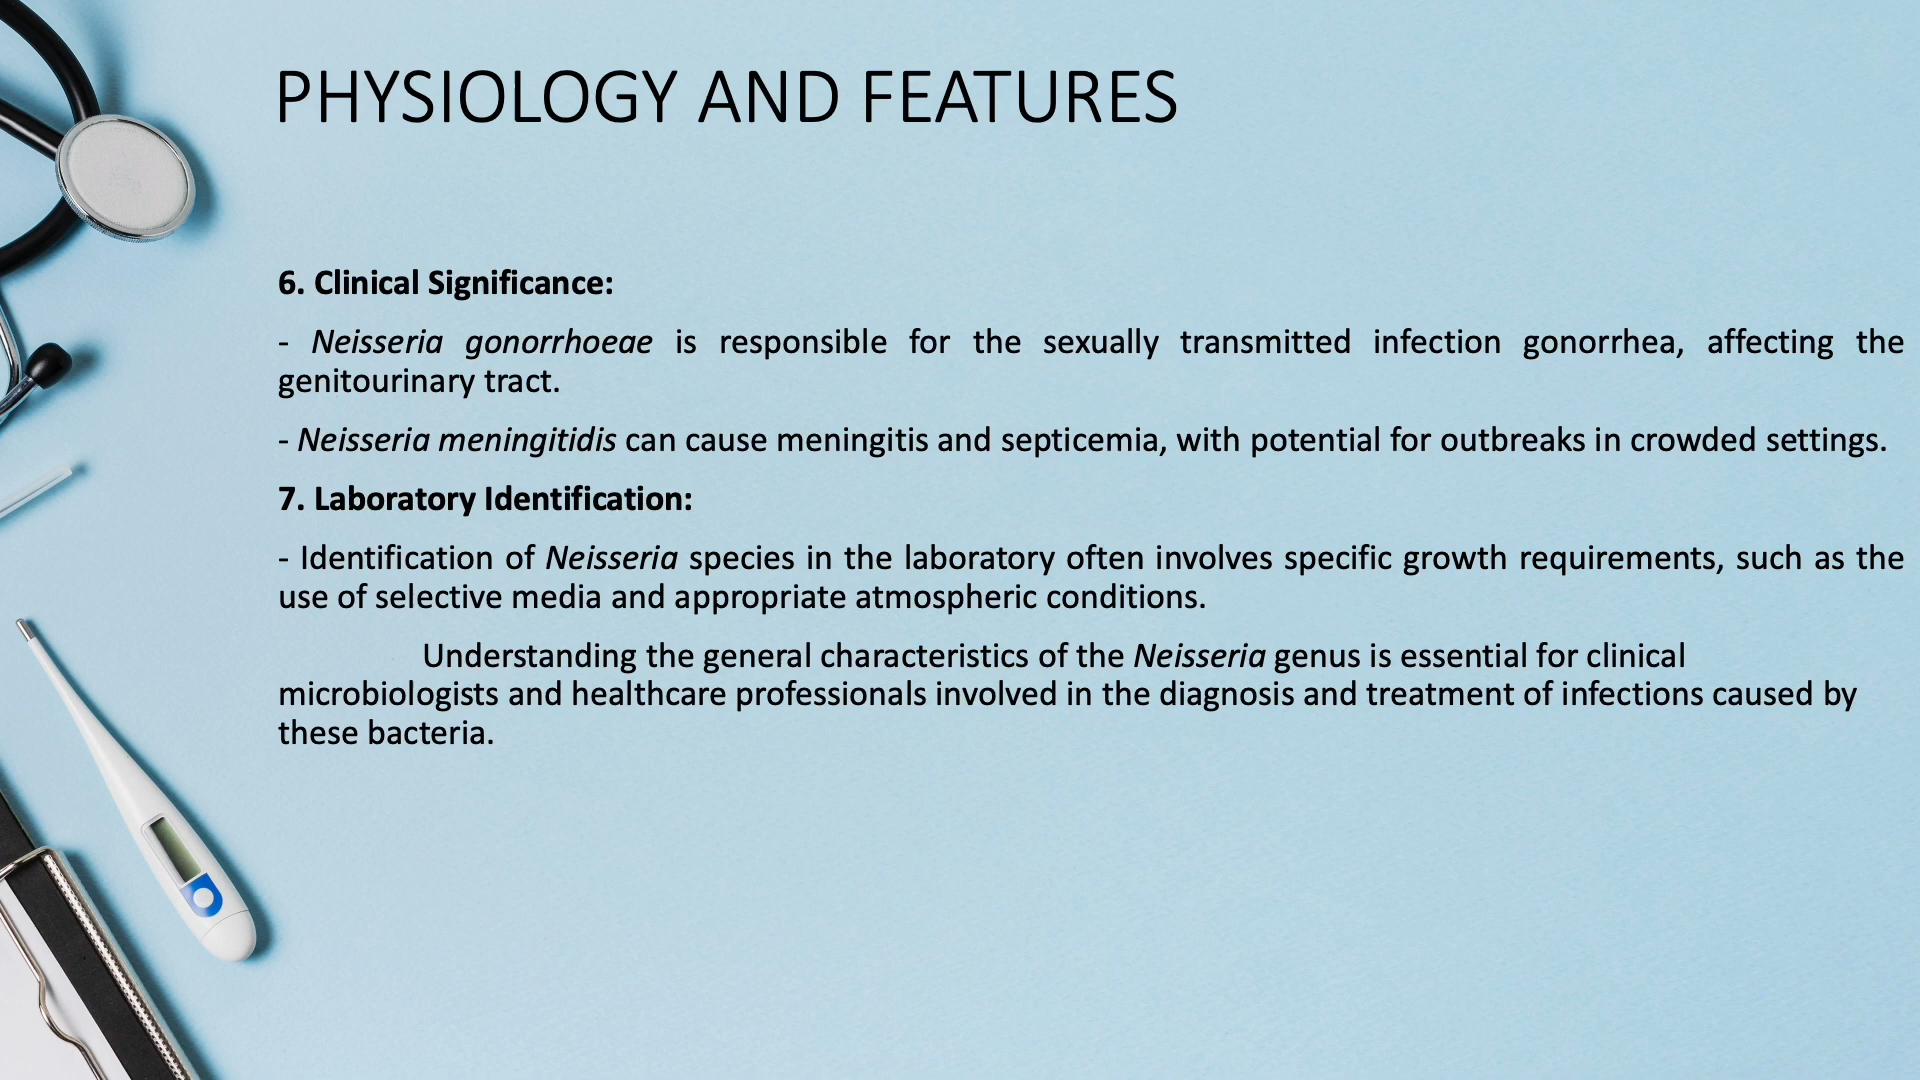 PHYSIOLOGY AND FEATURES
6. Clinical Significance:
- Neisseria gonorrhoeae is responsible for the sexually transmitted infection gonorrhea, affecting the
genitourinary tract.
- Neisseria meningitidis can cause meningitis and septicemia, with potential for outbreaks in crowded settings.
7. Laboratory Identification:
- Identification of Neisseria species in the laboratory often involves specific growth requirements, such as the
use of selective media and appropriate atmospheric conditions.
Understanding the general characteristics of the Neisseria genus is essential for clinical
microbiologists and healthcare professionals involved in the diagnosis and treatment of infections caused by
these bacteria.